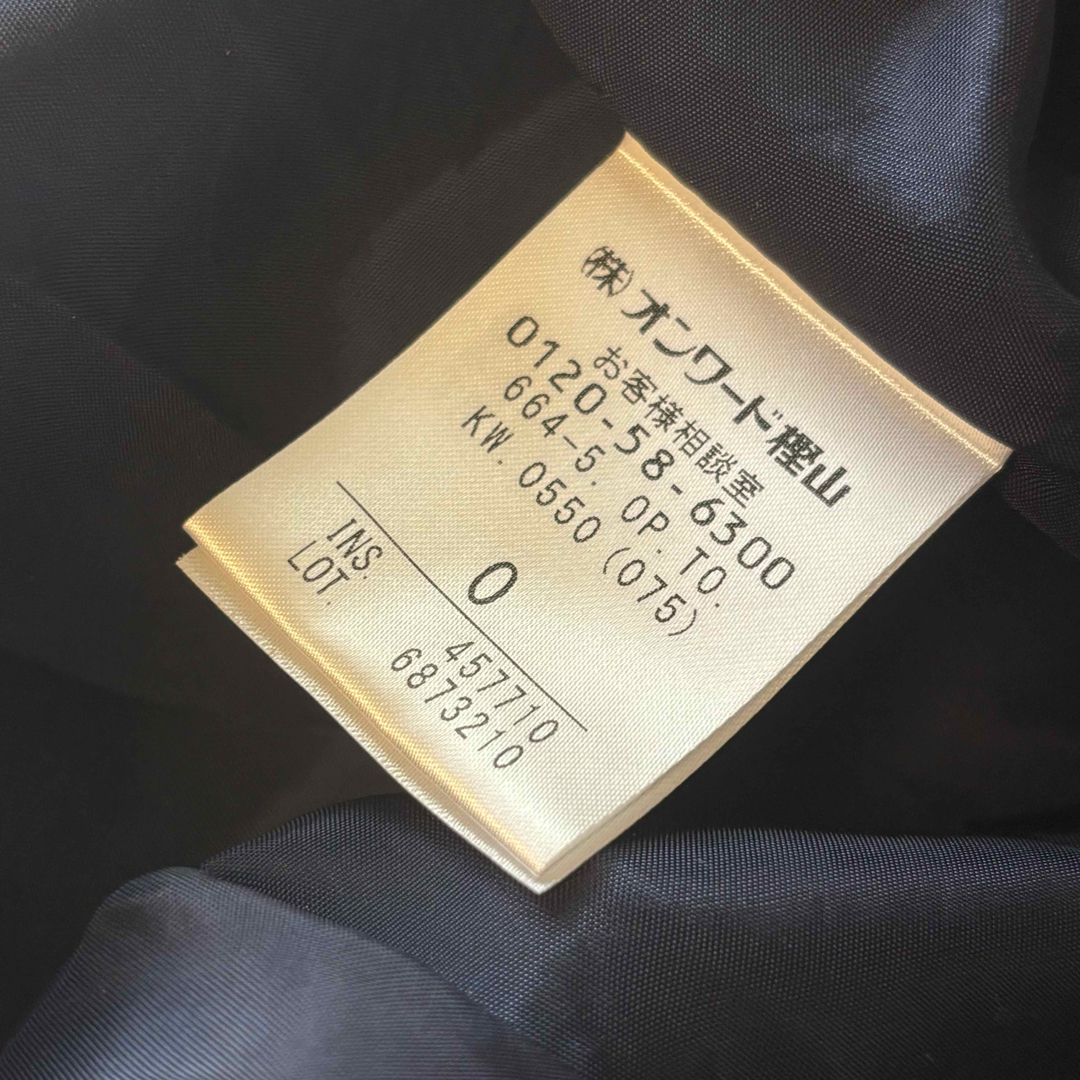 ㈱オンワード樫山
お客様相談室
0120-58-6300
664-5. OP. TO.
KW. 0550 (075)
0
INS. 457710
LOT. 6873210